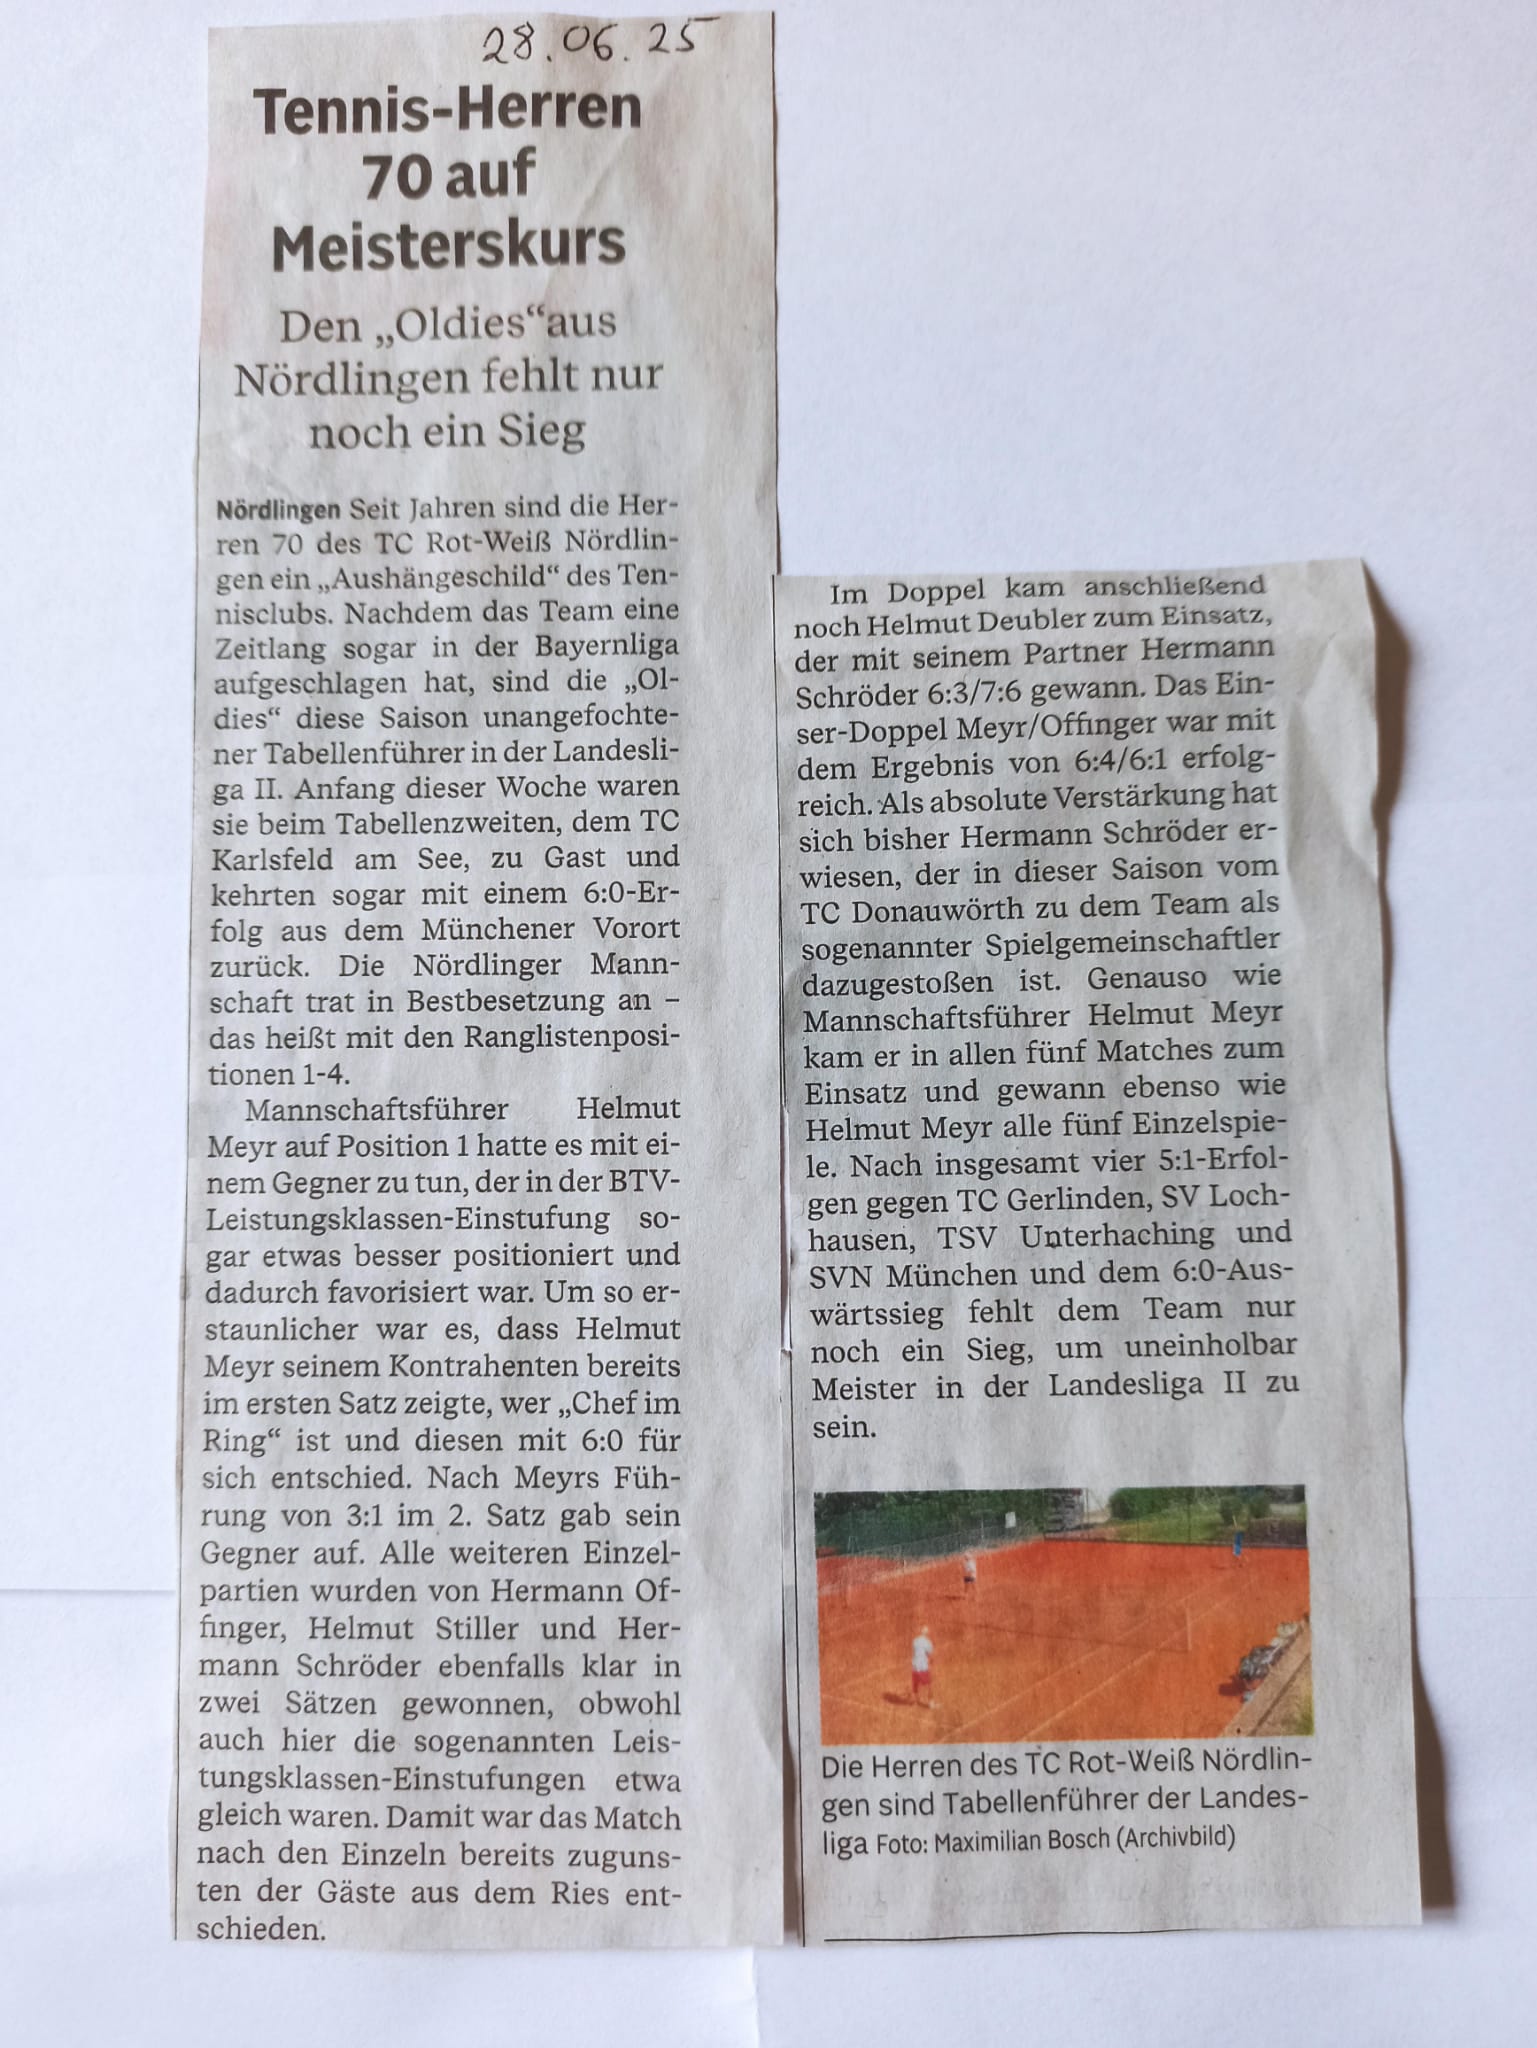 28.06.25
Tennis-Herren
70 auf
Meisterskurs
Den „Oldies“aus
Nördlingen fehlt nur
noch ein Sieg
Nördlingen Seit Jahren sind die Her-
ren 70 des TC Rot-Weiß Nördlin-
gen ein „Aushängeschild“ des Ten-
nisclubs. Nachdem das Team eine
Zeitlang sogar in der Bayernliga
aufgeschlagen hat, sind die „Ol-
dies“ diese Saison unangefochte-
ner Tabellenführer in der Landesli-
ga II. Anfang dieser Woche waren
sie beim Tabellenzweiten, dem TC
Karlsfeld am See, zu Gast und
kehrten sogar mit einem 6:0-Er-
folg aus dem Münchener Vorort
zurück. Die Nördlinger Mann-
schaft trat in Bestbesetzung an –
das heißt mit den Ranglistenposi-
tionen 1-4.
Mannschaftsführer Helmut
Meyr auf Position 1 hatte es mit ei-
nem Gegner zu tun, der in der BTV-
Leistungsklassen-Einstufung so-
gar etwas besser positioniert und
dadurch favorisiert war. Um so er-
staunlicher war es, dass Helmut
Meyr seinem Kontrahenten bereits
im ersten Satz zeigte, wer „Chef im
Ring“ ist und diesen mit 6:0 für
sich entschied. Nach Meyrs Füh-
rung von 3:1 im 2. Satz gab sein
Gegner auf. Alle weiteren Einzel-
partien wurden von Hermann Of-
finger, Helmut Stiller und Her-
mann Schröder ebenfalls klar in
zwei Sätzen gewonnen, obwohl
auch hier die sogenannten Leis-
tungsklassen-Einstufungen etwa
gleich waren. Damit war das Match
nach den Einzeln bereits zuguns-
ten der Gäste aus dem Ries ent-
schieden.
Im Doppel kam anschließend
noch Helmut Deubler zum Einsatz,
der mit seinem Partner Hermann
Schröder 6:3/7:6 gewann. Das Ein-
ser-Doppel Meyr/Offinger war mit
dem Ergebnis von 6:4/6:1 erfolg-
reich. Als absolute Verstärkung hat
sich bisher Hermann Schröder er-
wiesen, der in dieser Saison vom
TC Donauwörth zu dem Team als
sogenannter Spielgemeinschaftler
dazugestoßen ist. Genauso wie
Mannschaftsführer Helmut Meyr
kam er in allen fünf Matches zum
Einsatz und gewann ebenso wie
Helmut Meyr alle fünf Einzelspie-
le. Nach insgesamt vier 5:1-Erfol-
gen gegen TC Gerlinden, SV Loch-
hausen, TSV Unterhaching und
SVN München und dem 6:0-Aus-
wärtssieg fehlt dem Team nur
noch ein Sieg, um uneinholbar
Meister in der Landesliga II zu
sein.
Die Herren des TC Rot-Weiß Nördlin-
gen sind Tabellenführer der Landes-
liga Foto: Maximilian Bosch (Archivbild)